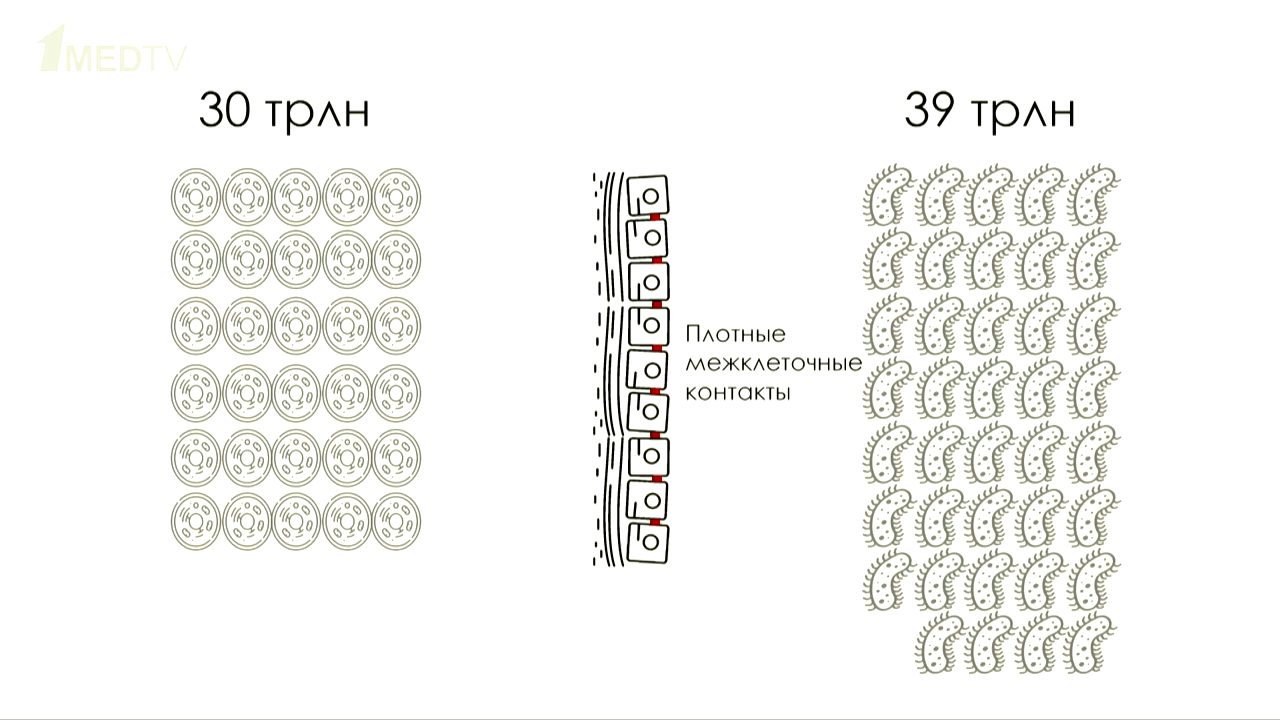 1MEDTV
30 трлн
39 трлн
Плотные
межклеточные
контакты